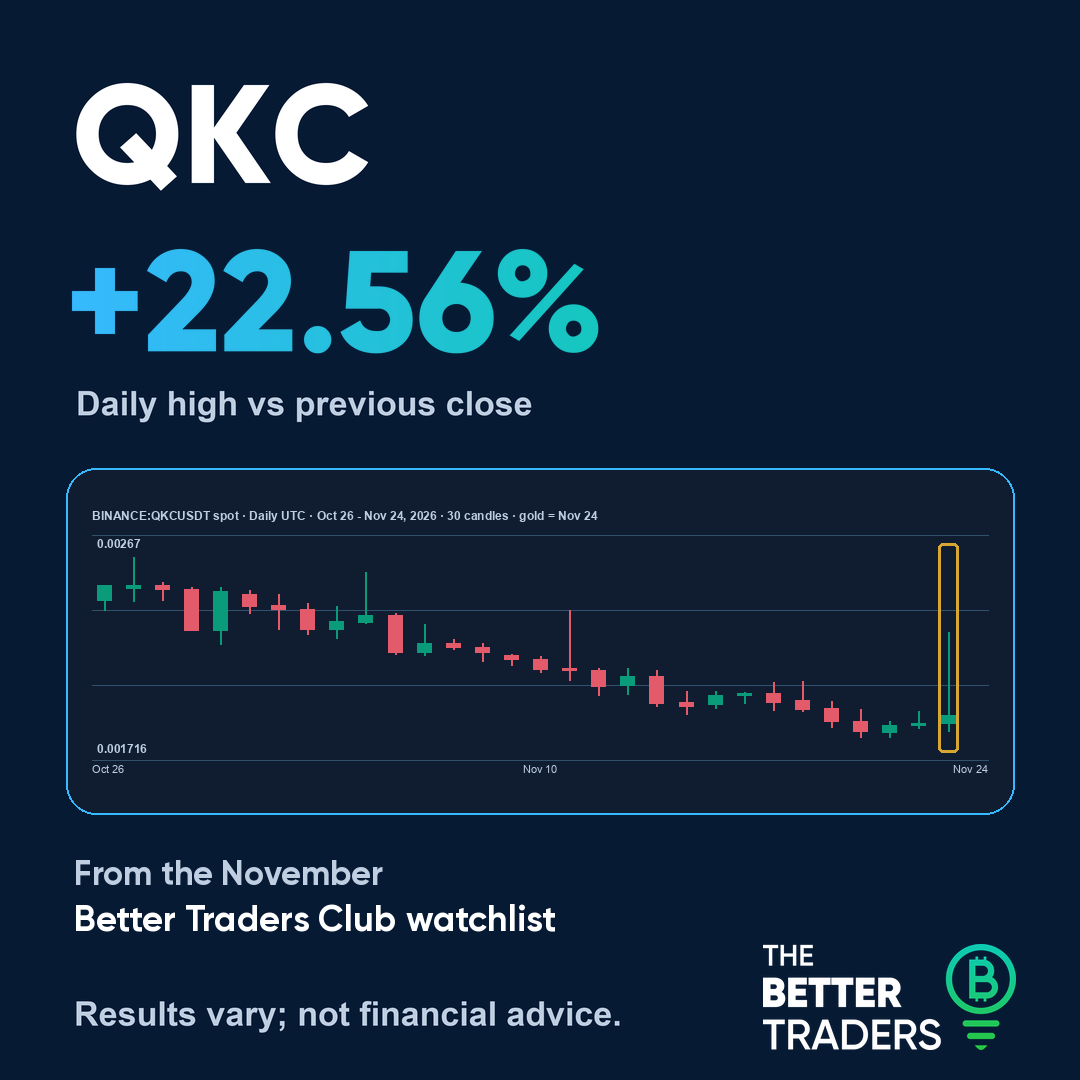 QKC
+22.56%
Daily high vs previous close
BINANCE:QKCUSDT spot · Daily UTC · Oct 26 - Nov 24, 2026 · 30 candles · gold = Nov 24
0.00267
0.001716
Oct 26
Nov 10
Nov 24
From the November
Better Traders Club watchlist
Results vary; not financial advice.
THE
BETTER
TRADERS